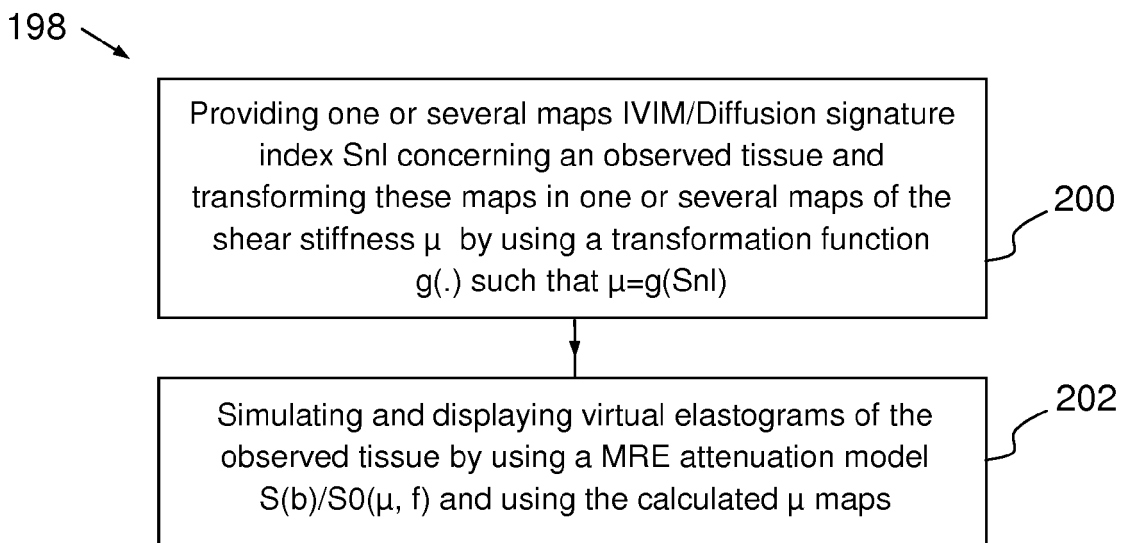 198
Providing one or several maps IVIM/Diffusion signature
index SnI concerning an observed tissue and
transforming these maps in one or several maps of the
shear stiffness μ by using a transformation function
g(.) such that μ=g(SnI)
200
Simulating and displaying virtual elastograms of the
observed tissue by using a MRE attenuation model
S(b)/S0(μ, f) and using the calculated μ maps
202